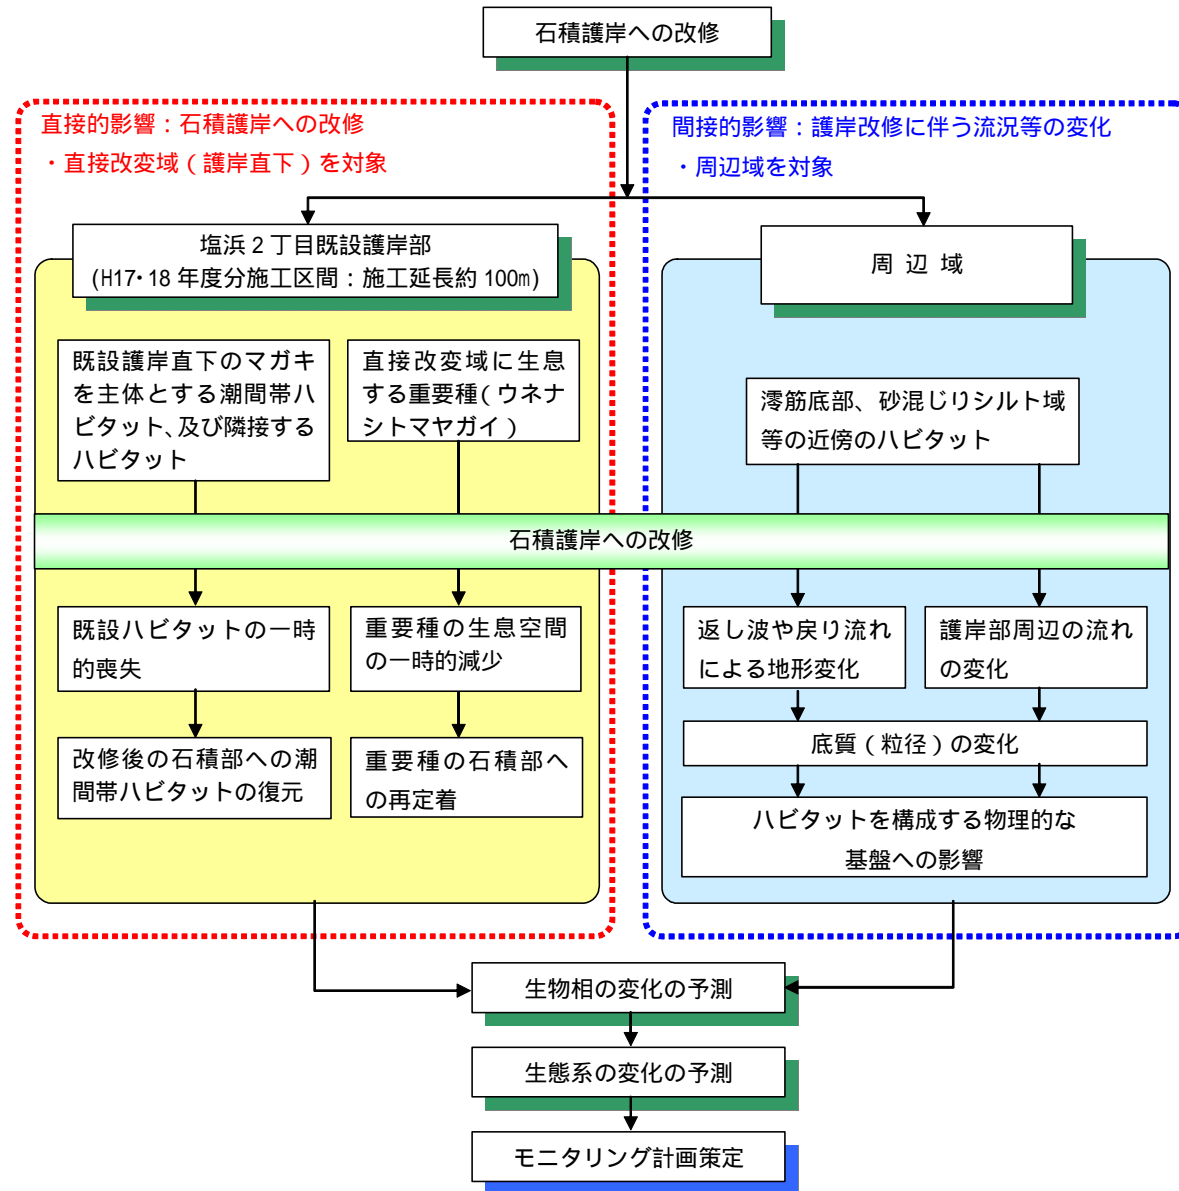 石積護岸への改修
直接的影響：石積護岸への改修
・直接改変域（護岸直下）を対象
間接的影響：護岸改修に伴う流況等の変化
・周辺域を対象
塩浜２丁目既設護岸部
(H17・18 年度分施工区間：施工延長約 100m)
既設護岸直下のマガキ
を主体とする潮間帯ハ
ビタット、及び隣接する
ハビタット
直接改変域に生息
する重要種（ウネナ
シトマヤガイ）
周 辺 域
澪筋底部、砂混じりシルト域
等の近傍のハビタット
石積護岸への改修
既設ハビタットの一時
的喪失
重要種の生息空間
の一時的減少
返し波や戻り流れ
による地形変化
護岸部周辺の流れ
の変化
改修後の石積部への潮
間帯ハビタットの復元
重要種の石積部へ
の再定着
底質（粒径）の変化
ハビタットを構成する物理的な
基盤への影響
生物相の変化の予測
生態系の変化の予測
モニタリング計画策定